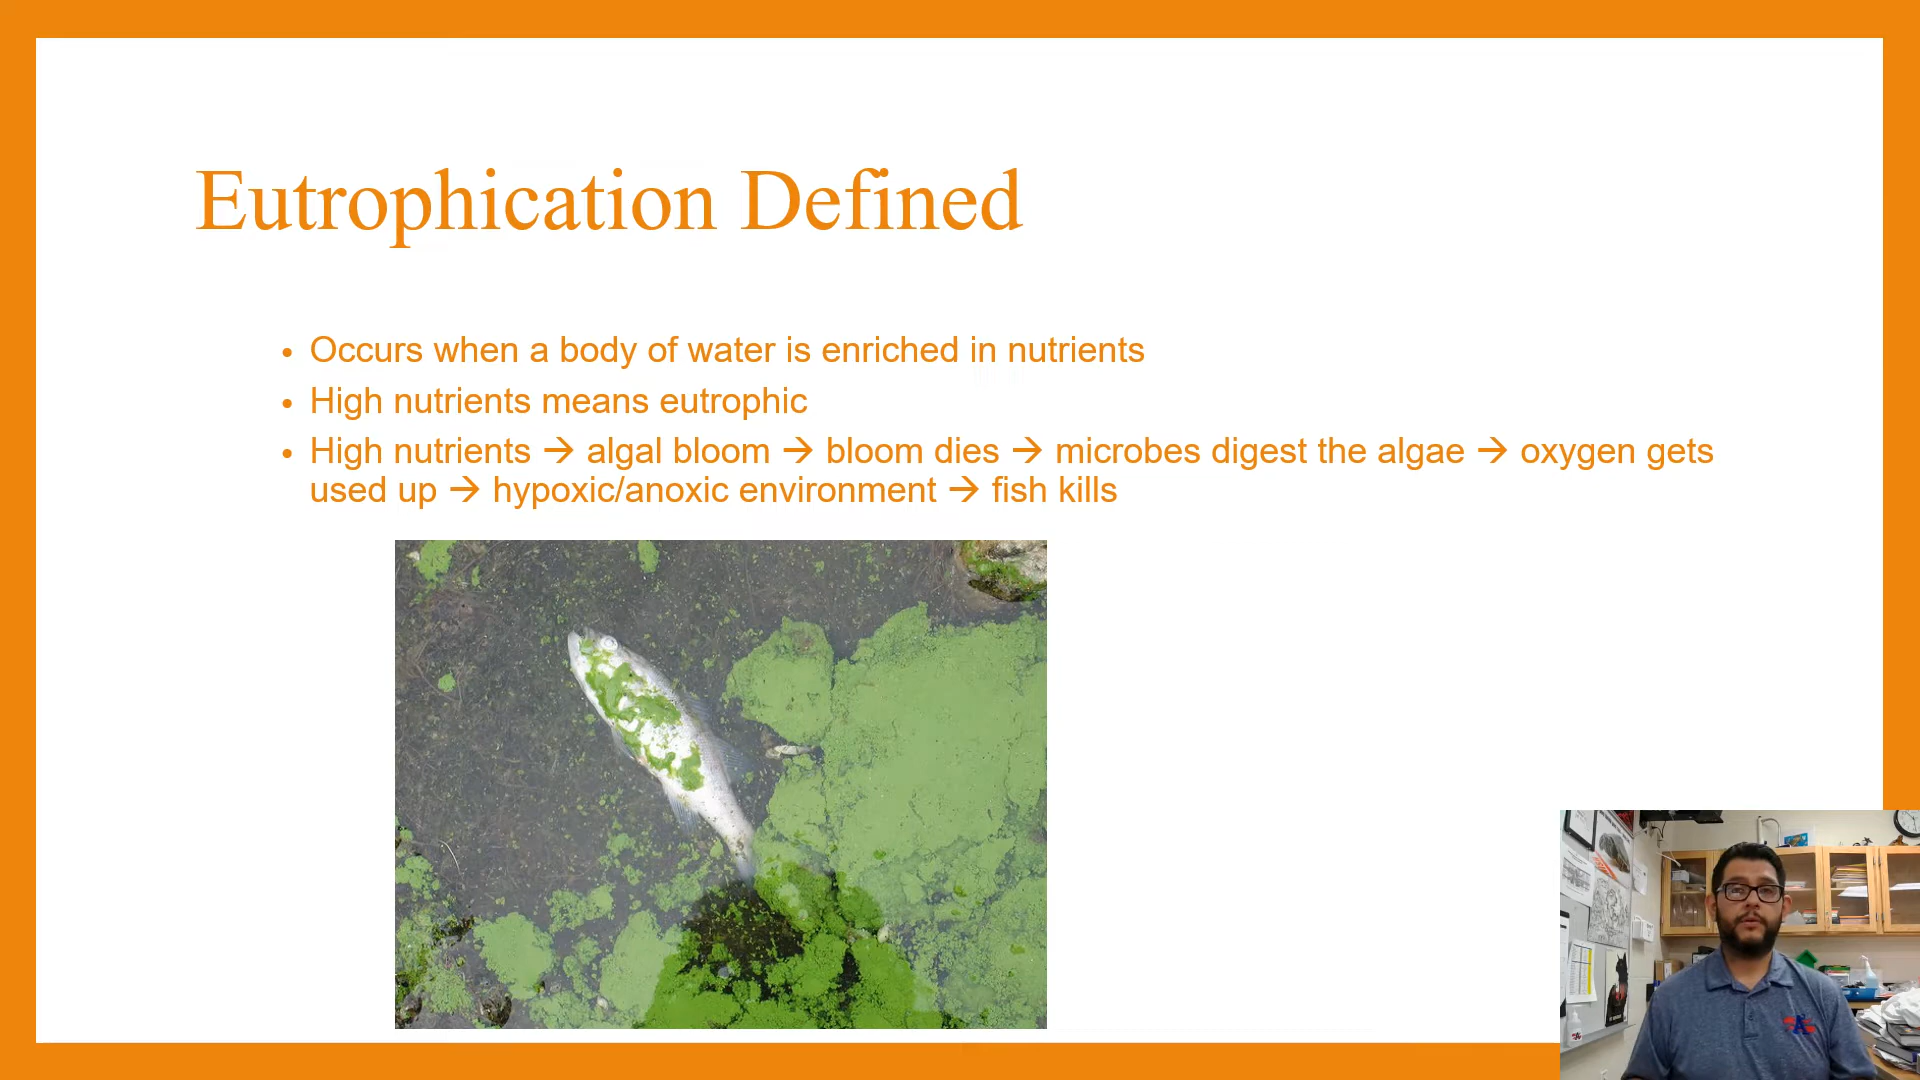 Eutrophication Defined
• Occurs when a body of water is enriched in nutrients
• High nutrients means eutrophic
• High nutrients → algal bloom → bloom dies → microbes digest the algae → oxygen gets
used up → hypoxic/anoxic environment → fish kills